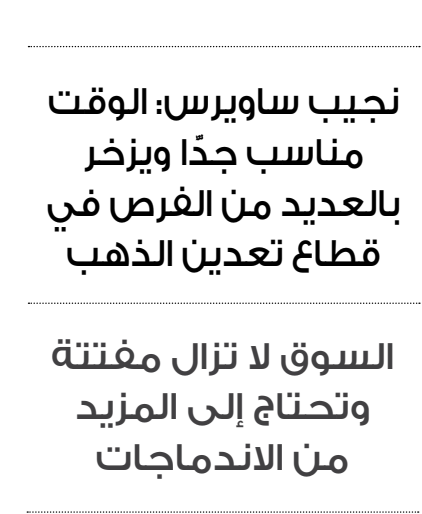 نجيب ساويرس: الوقت
مناسب جدًّا ويزخر
بالعديد من الفرص في
قطاع تعدين الذهب
السوق لا تزال مفتتة
وتحتاج إلى المزيد
من الاندماجات